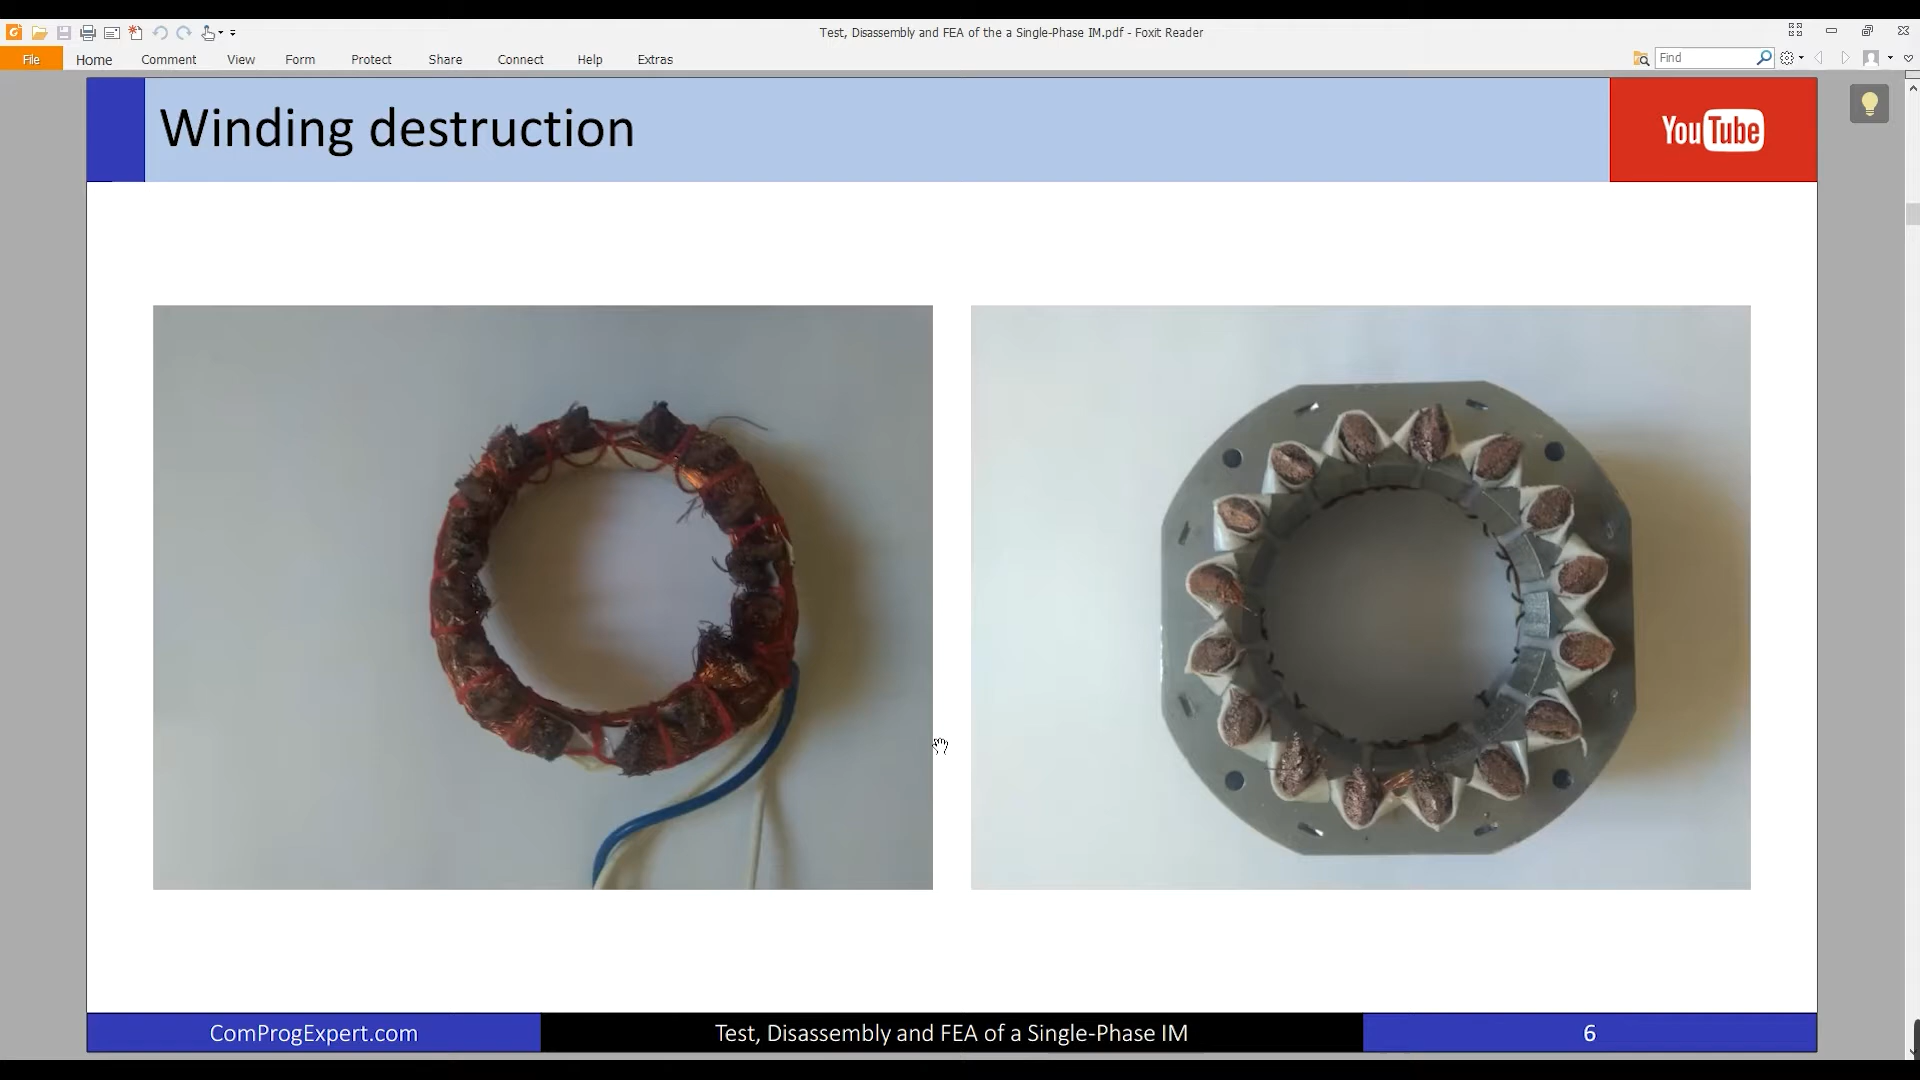 Test, Disassembly and FEA of the a Single-Phase IM.pdf - Foxit Reader
File Home Comment View Form Protect Share Connect Help Extras
Find
Winding destruction
YouTube
ComProgExpert.com
Test, Disassembly and FEA of a Single-Phase IM
6